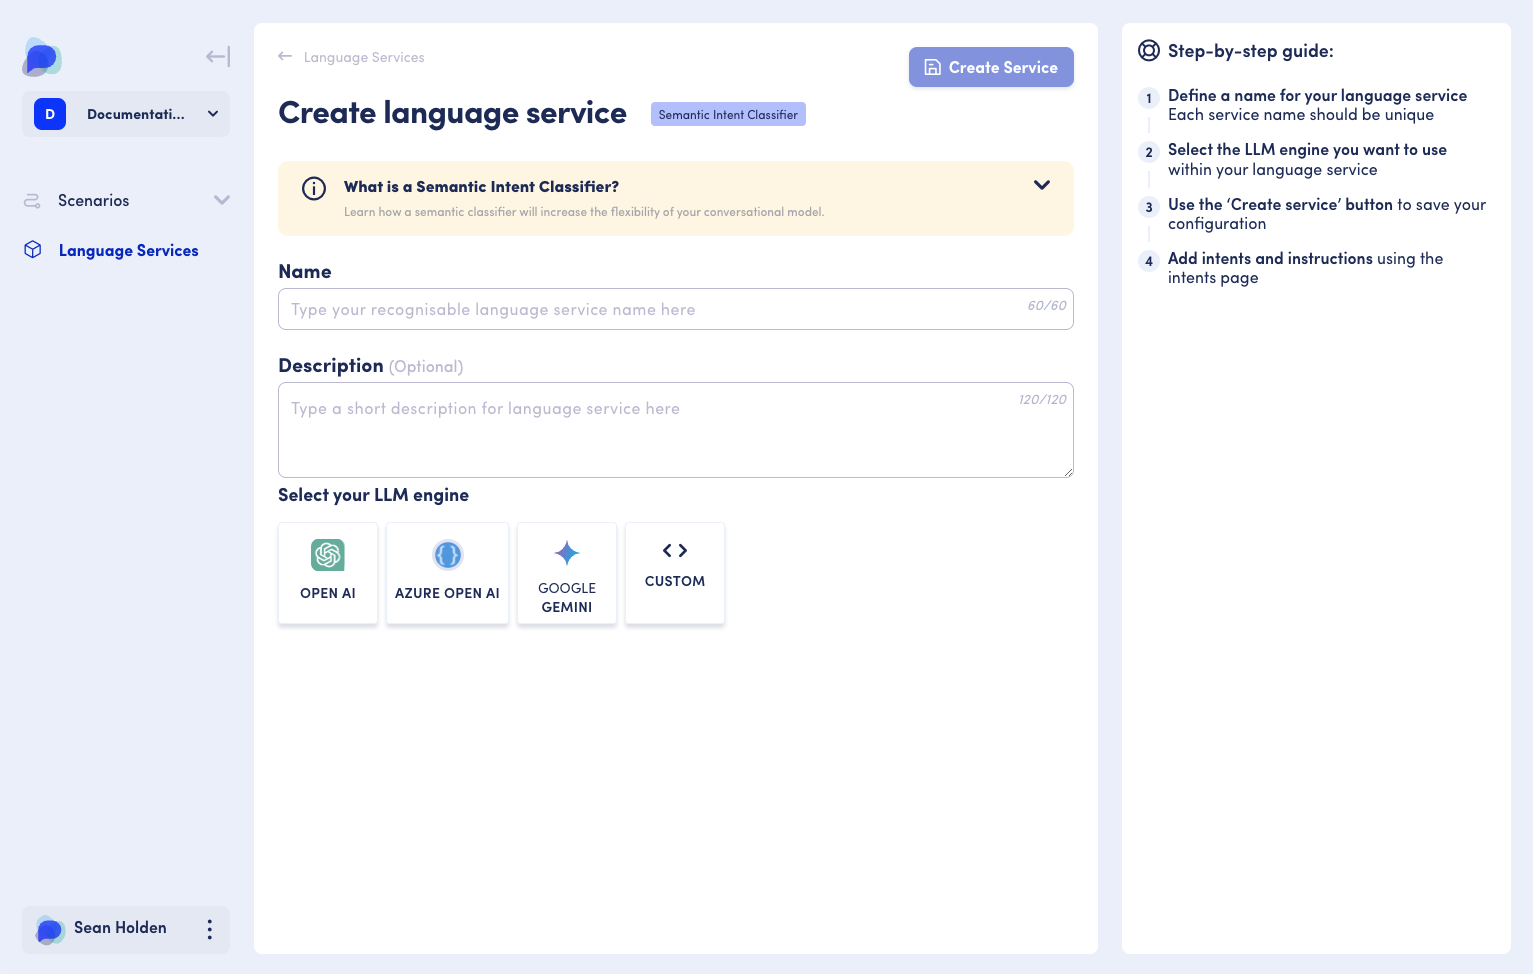 D
Documentati...
Scenarios
Language Services
Sean Holden
Language Services
Create Service
Create language service
Semantic Intent Classifier
What is a Semantic Intent Classifier?
Learn how a semantic classifier will increase the flexibility of your conversational model.
Name
Type your recognisable language service name here
60/60
Description (Optional)
Type a short description for language service here
120/120
Select your LLM engine
OPEN AI
AZURE OPEN AI
GOOGLE
GEMINI
CUSTOM
Step-by-step guide:
1 Define a name for your language service
Each service name should be unique
2 Select the LLM engine you want to use
within your language service
3 Use the ‘Create service’ button to save your
configuration
4 Add intents and instructions using the
intents page